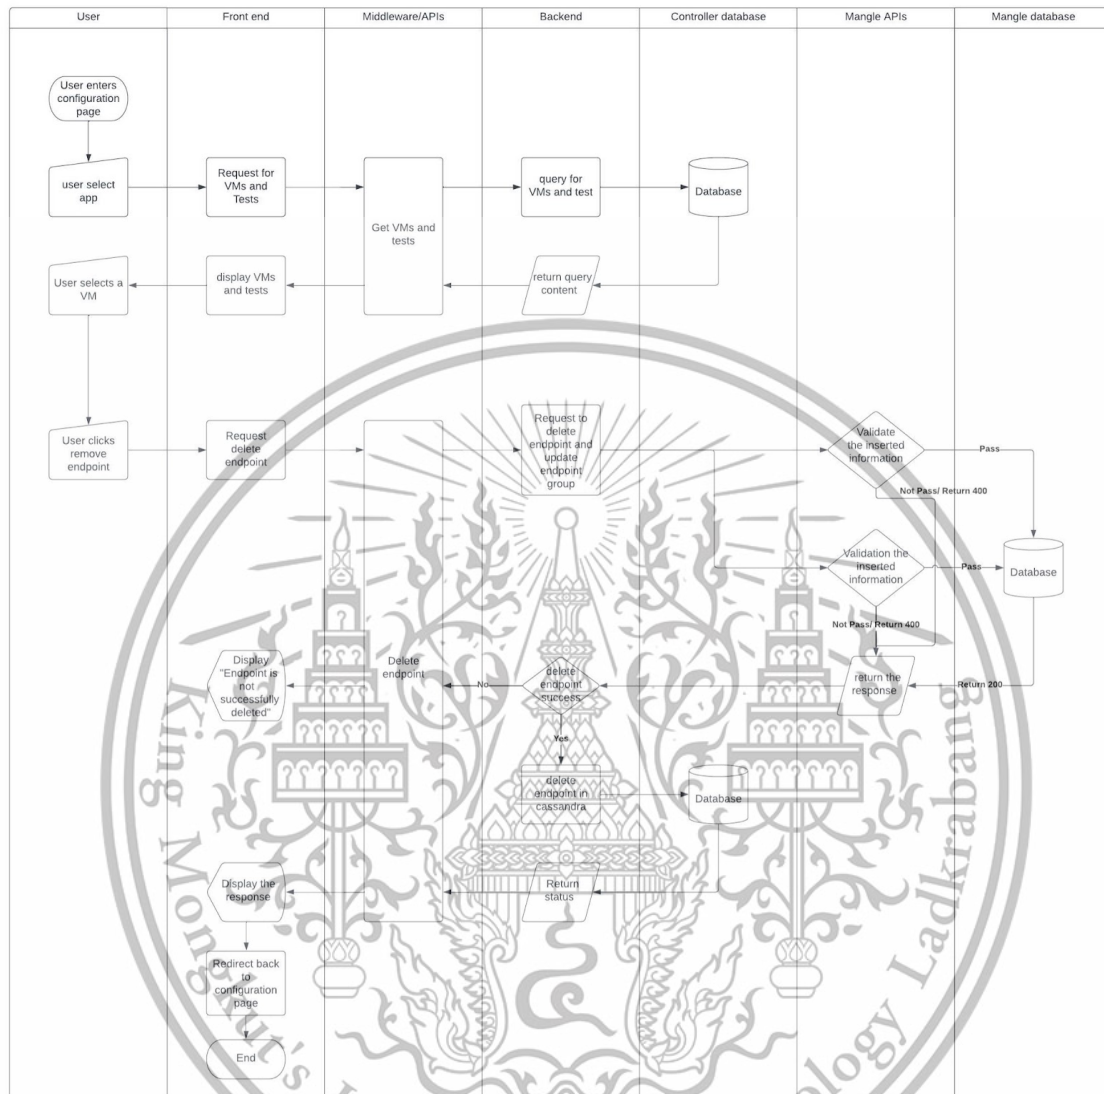 User
Front end
Middleware/APIs
Backend
Controller database
Mangle APIs
Mangle database
User enters
configuration
page
user select
app
Request for
VMs and
Tests
Get VMs and
tests
query for
VMs and test
Database
User selects a
VM
display VMs
and tests
return query
content
User clicks
remove
endpoint
Request
delete
endpoint
Request to
delete
endpoint and
update
endpoint
group
Validate
the inserted
information
Pass
Not Pass/ Return 400
Validation the
inserted
information
Pass
Database
Not Pass/ Return 400
Display
"Endpoint is
not
successfully
deleted"
Delete
endpoint
No
delete
endpoint
success
return the
response
Return 200
Yes
delete
endpoint in
cassandra
Database
Display the
response
Return
status
Redirect back
to
configuration
page
End
King Mongkut's
ology Ladkrabang